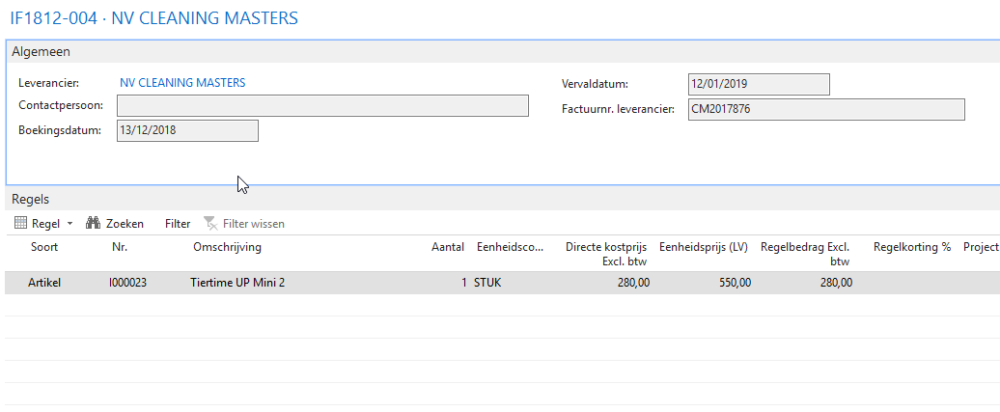 IF1812-004 · NV CLEANING MASTERS
Algemeen
Leverancier: NV CLEANING MASTERS
Contactpersoon:
Boekingsdatum: 13/12/2018
Vervaldatum: 12/01/2019
Factuurnr. leverancier: CM2017876
Regels
Regel Zoeken Filter Filter wissen
Soort Nr. Omschrijving Aantal Eenheidsco... Directe kostprijs Excl. btw Eenheidsprijs (LV) Regelbedrag Excl. btw Regelkorting % Project
Artikel I000023 Tiertime UP Mini 2 1 STUK 280,00 550,00 280,00